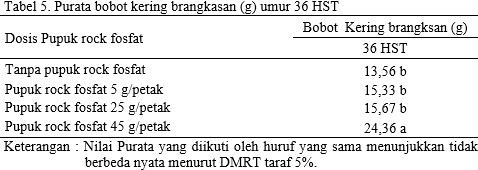 Tabel 5. Purata bobot kering brangkasan (g) umur 36 HST
Dosis Pupuk rock fosfat
Bobot Kering brangksan (g)
36 HST
Tanpa pupuk rock fosfat 13,56 b
Pupuk rock fosfat 5 g/petak 15,33 b
Pupuk rock fosfat 25 g/petak 15,67 b
Pupuk rock fosfat 45 g/petak 24,36 a
Keterangan : Nilai Purata yang diikuti oleh huruf yang sama menunjukkan tidak
berbeda nyata menurut DMRT taraf 5%.